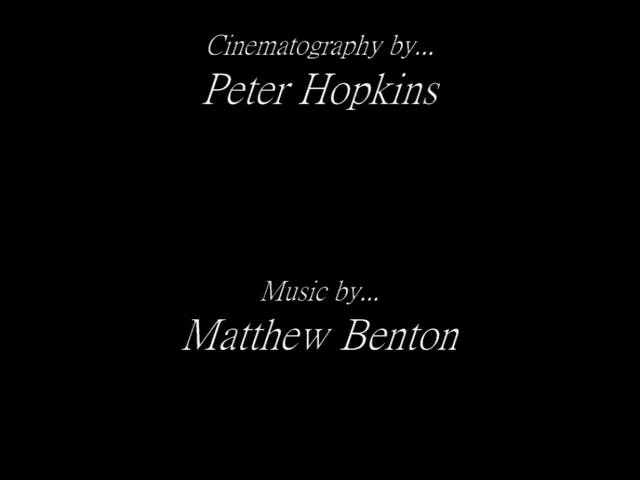 Cinematography by...
Peter Hopkins
Music by...
Matthew Benton